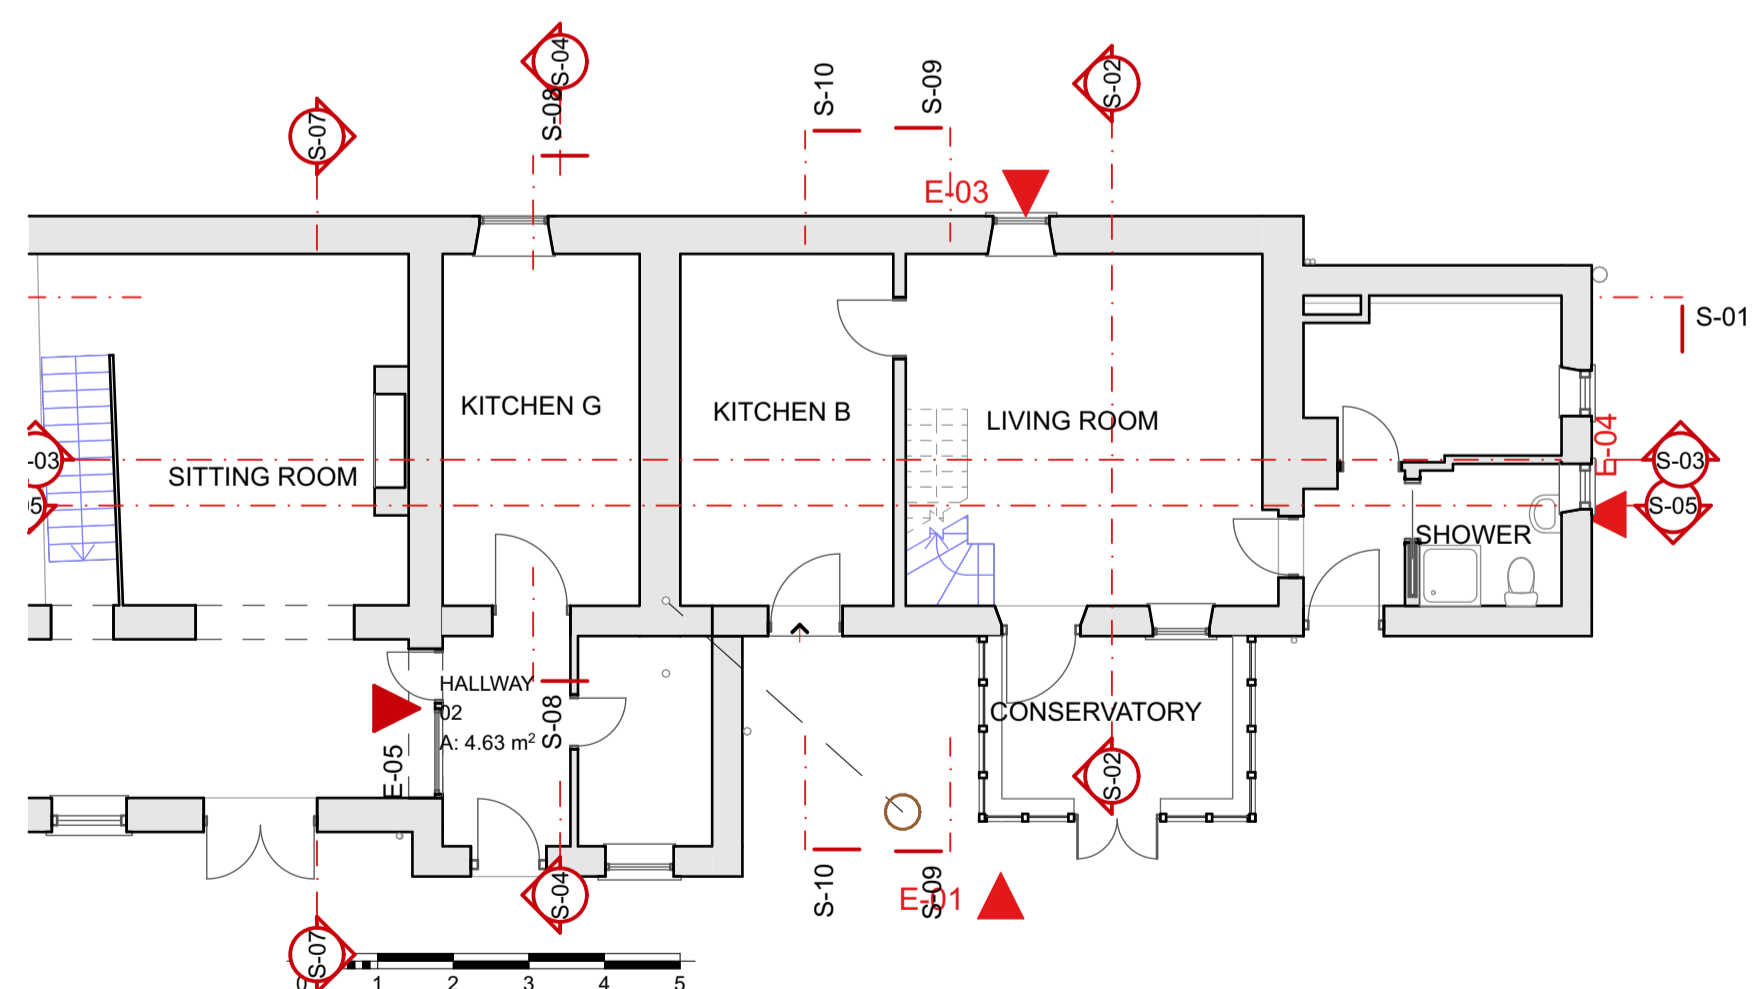 S-04
S-08
S-10
S-09
S-02
S-07
E-03
S-01
KITCHEN G
KITCHEN B
LIVING ROOM
SITTING ROOM
-03
05
E-04
S-03
S-05
SHOWER
HALLWAY
02
A: 4.63 m²
S-08
E-05
CONSERVATORY
S-02
S-04
S-10
S-09
E-01
S-07
0
1
2
3
4
5